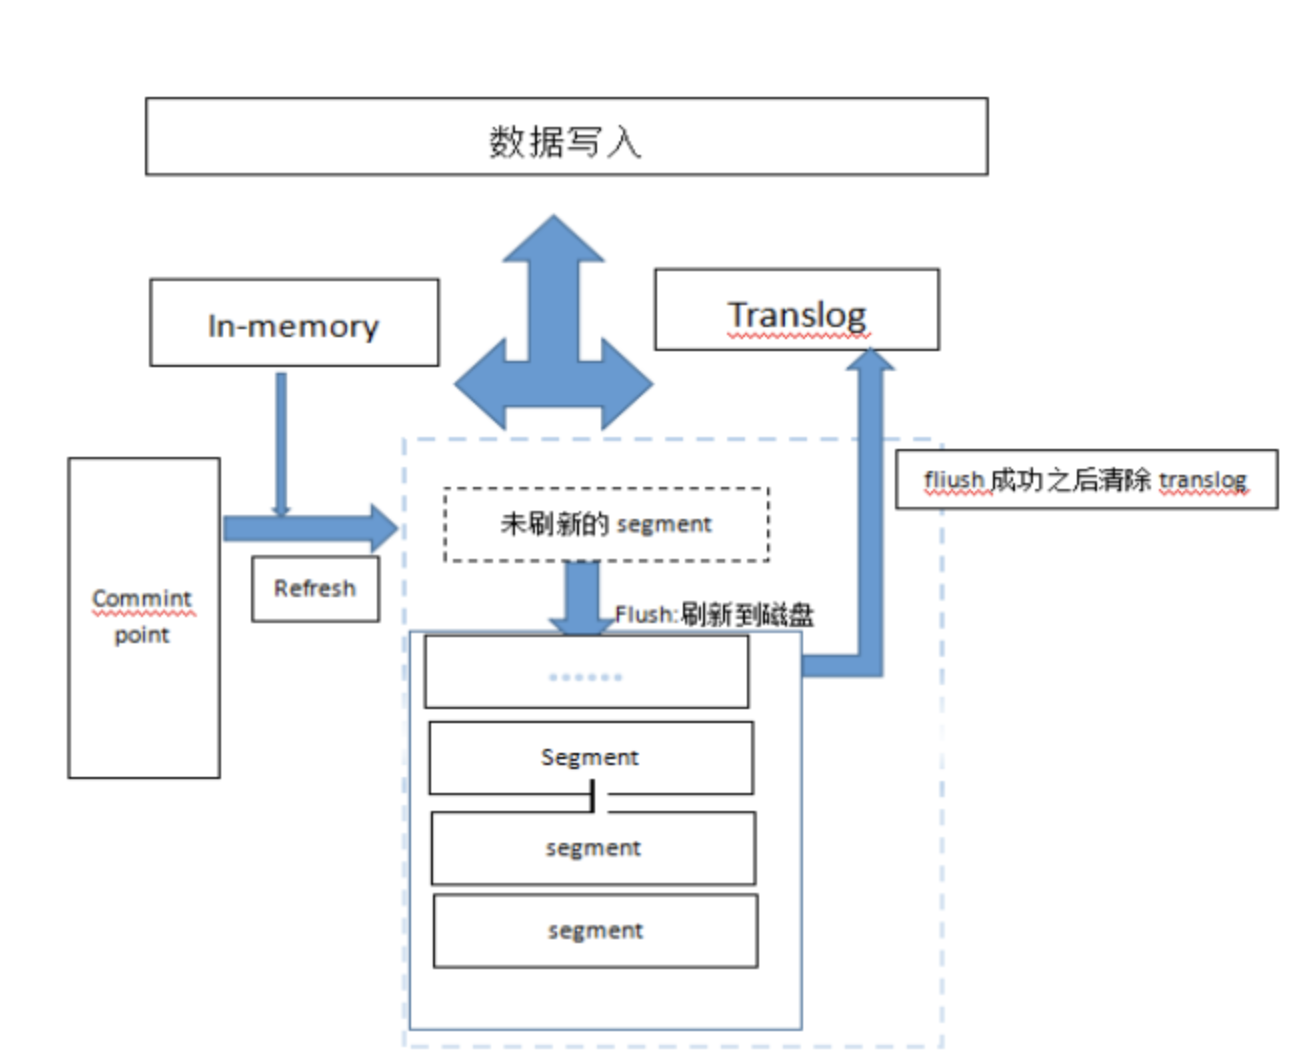 数据写入
In-memory
Translog
fliush 成功之后清除 translog
未刷新的 segment
Commint
point
Refresh
Flush:刷新到磁盘
......
Segment
segment
segment